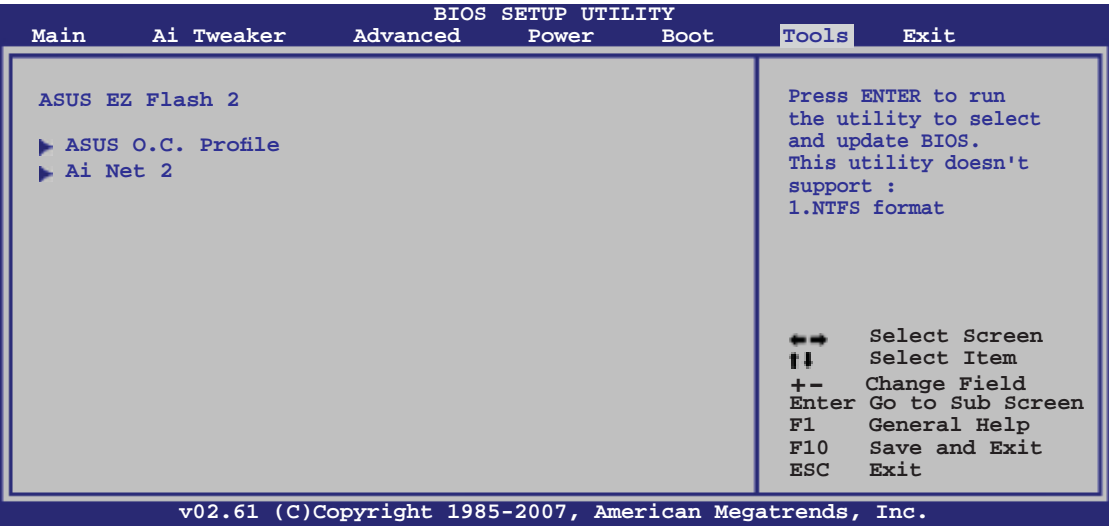 BIOS SETUP UTILITY
Main Ai Tweaker Advanced Power Boot Tools Exit
ASUS EZ Flash 2
ASUS O.C. Profile
Ai Net 2
Press ENTER to run
the utility to select
and update BIOS.
This utility doesn't
support :
1.NTFS format
←→ Select Screen
↑↓ Select Item
+- Change Field
Enter Go to Sub Screen
F1 General Help
F10 Save and Exit
ESC Exit
v02.61 (C)Copyright 1985-2007, American Megatrends, Inc.